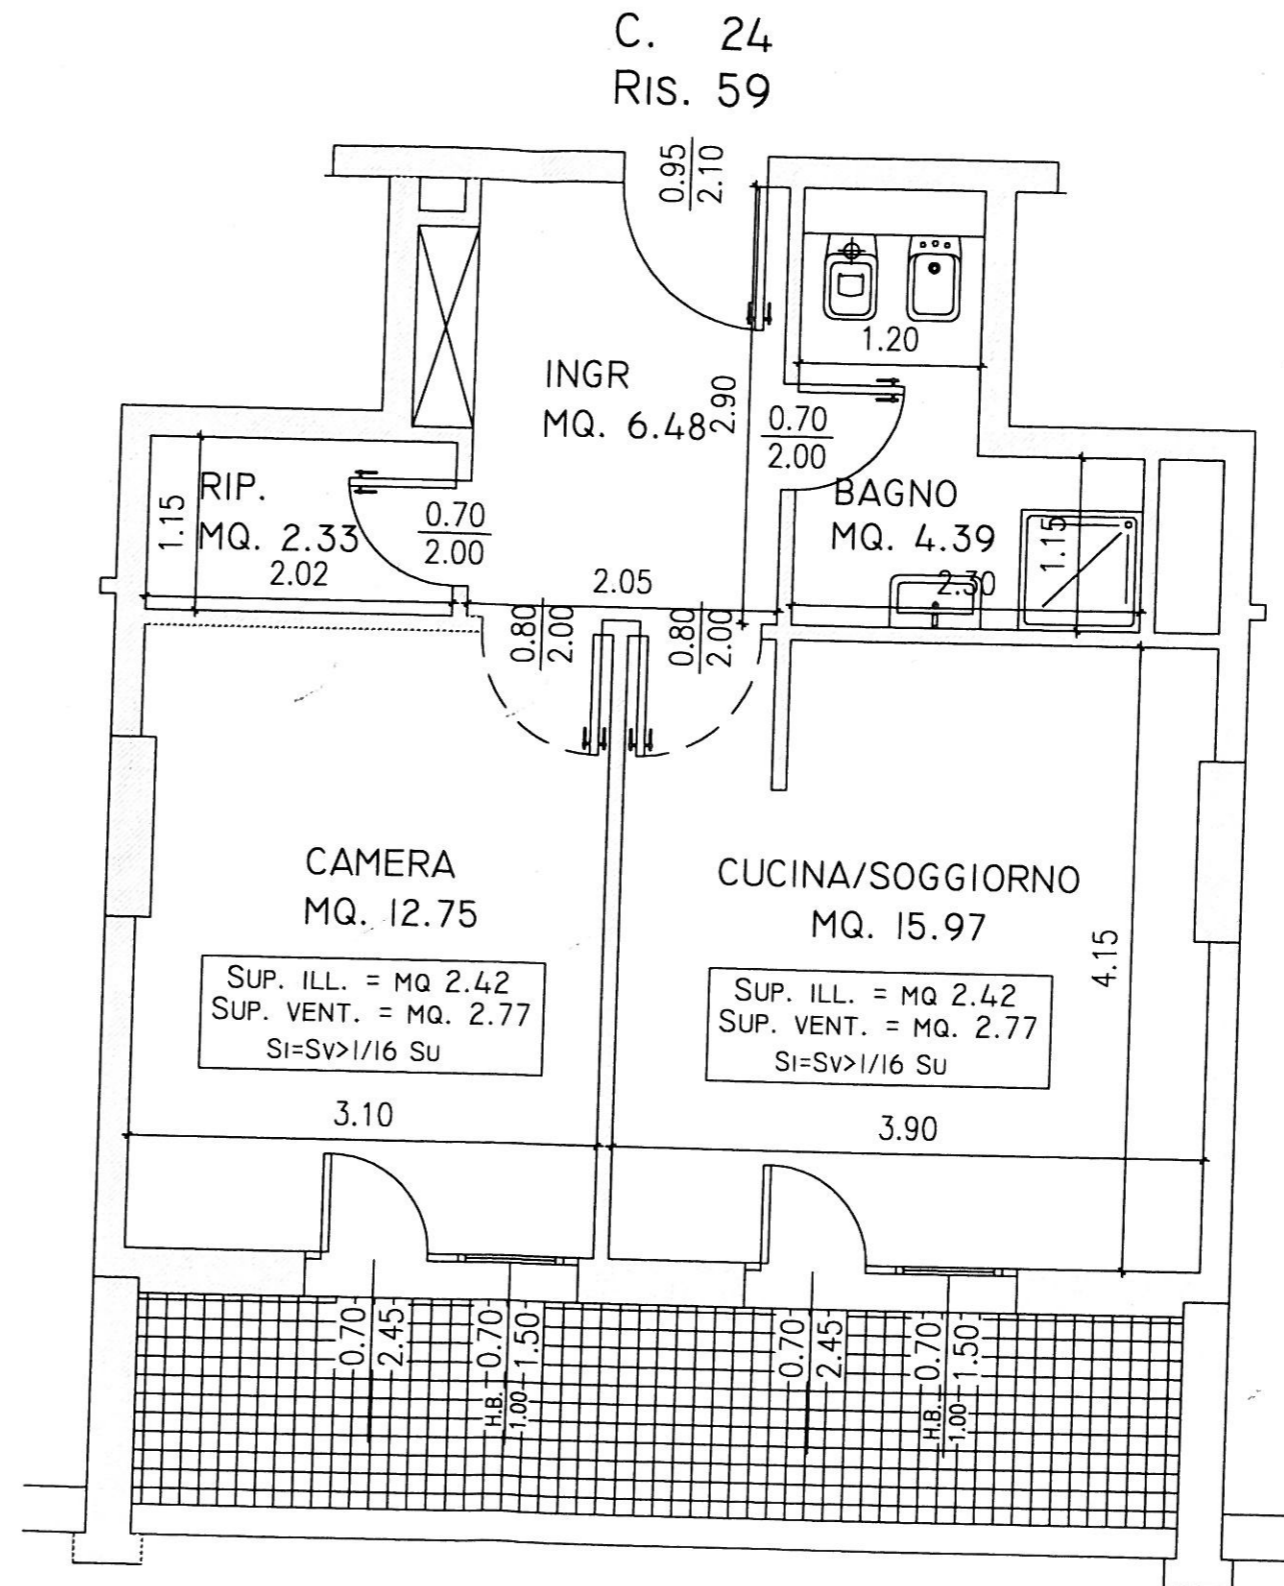 C. 24
RIS. 59
0.95
2.10
1.20
INGR
MQ. 6.48
2.90
0.70
2.00
RIP.
MQ. 2.33
1.15
2.02
0.70
2.00
BAGNO
MQ. 4.39
1.15
2.30
2.05
0.80
2.00
0.80
2.00
CAMERA
MQ. 12.75
SUP. ILL. = MQ 2.42
SUP. VENT. = MQ. 2.77
SI=SV>1/16 SU
3.10
CUCINA/SOGGIORNO
MQ. 15.97
4.15
SUP. ILL. = MQ 2.42
SUP. VENT. = MQ. 2.77
SI=SV>1/16 SU
3.90
0.70
2.45
H.B. 0.70
1.00 1.50
0.70
2.45
H.B. 0.70
1.00 1.50